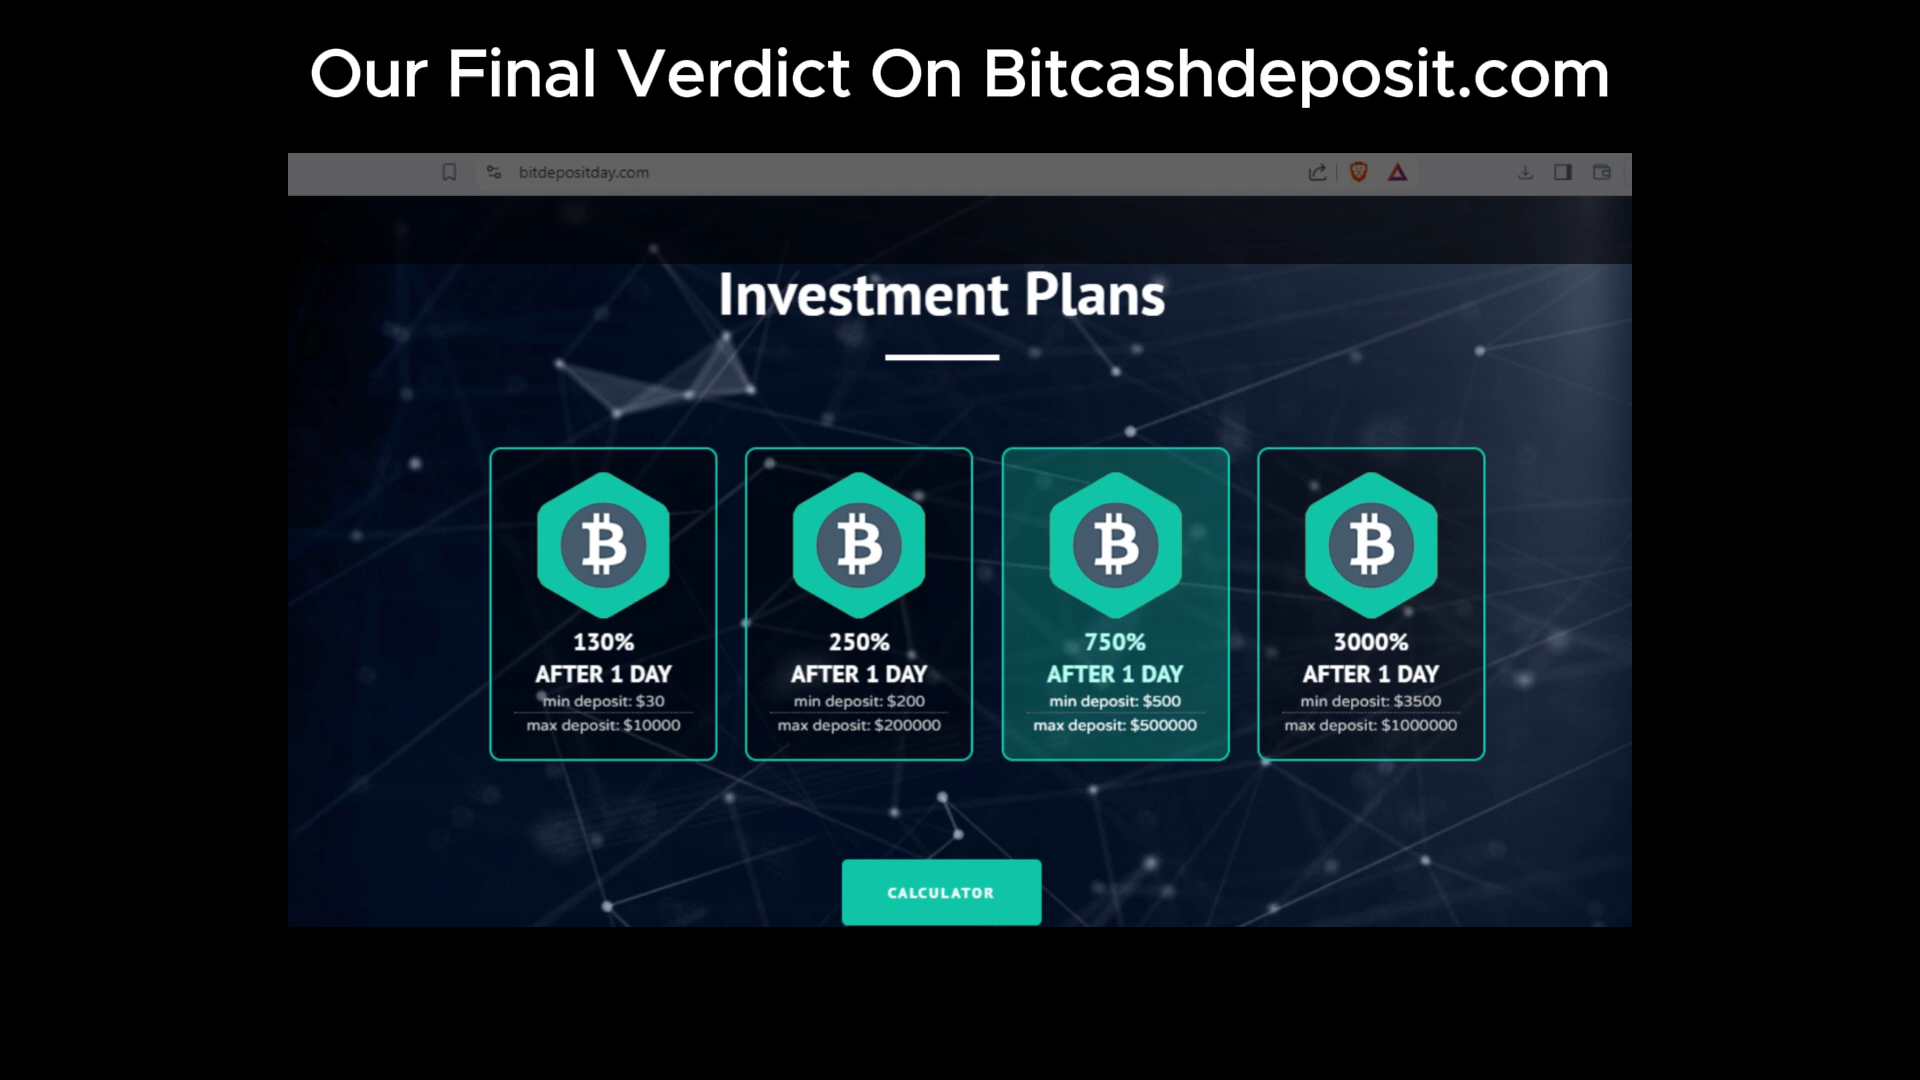 Our Final Verdict On Bitcashdeposit.com
bitdepositday.com
Investment Plans
130%
AFTER 1 DAY
min deposit: $30
max deposit: $10000
250%
AFTER 1 DAY
min deposit: $200
max deposit: $200000
750%
AFTER 1 DAY
min deposit: $500
max deposit: $500000
3000%
AFTER 1 DAY
min deposit: $3500
max deposit: $1000000
CALCULATOR